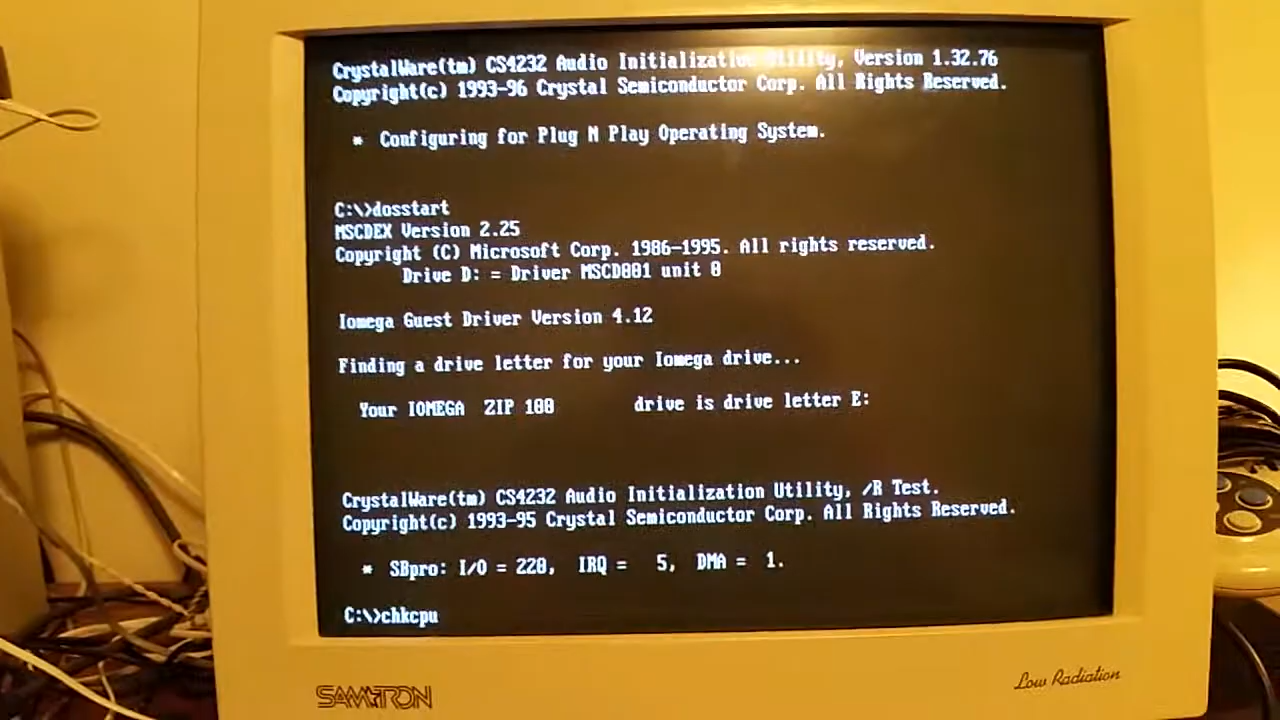 CrystalWare(tm) CS4232 Audio Initialization Utility, Version 1.32.76
Copyright(c) 1993-96 Crystal Semiconductor Corp. All Rights Reserved.
* Configuring for Plug N Play Operating System.
C:\>dosstart
MSCDEX Version 2.25
Copyright (C) Microsoft Corp. 1986-1995. All rights reserved.
Drive D: = Driver MSCD001 unit 0
Iomega Guest Driver Version 4.12
Finding a drive letter for your Iomega drive...
Your IOMEGA ZIP 100 drive is drive letter E:
CrystalWare(tm) CS4232 Audio Initialization Utility, /R Test.
Copyright(c) 1993-95 Crystal Semiconductor Corp. All Rights Reserved.
* SBpro: I/O = 220, IRQ = 5, DMA = 1.
C:\>chkcpu
SAMTRON
Low Radiation